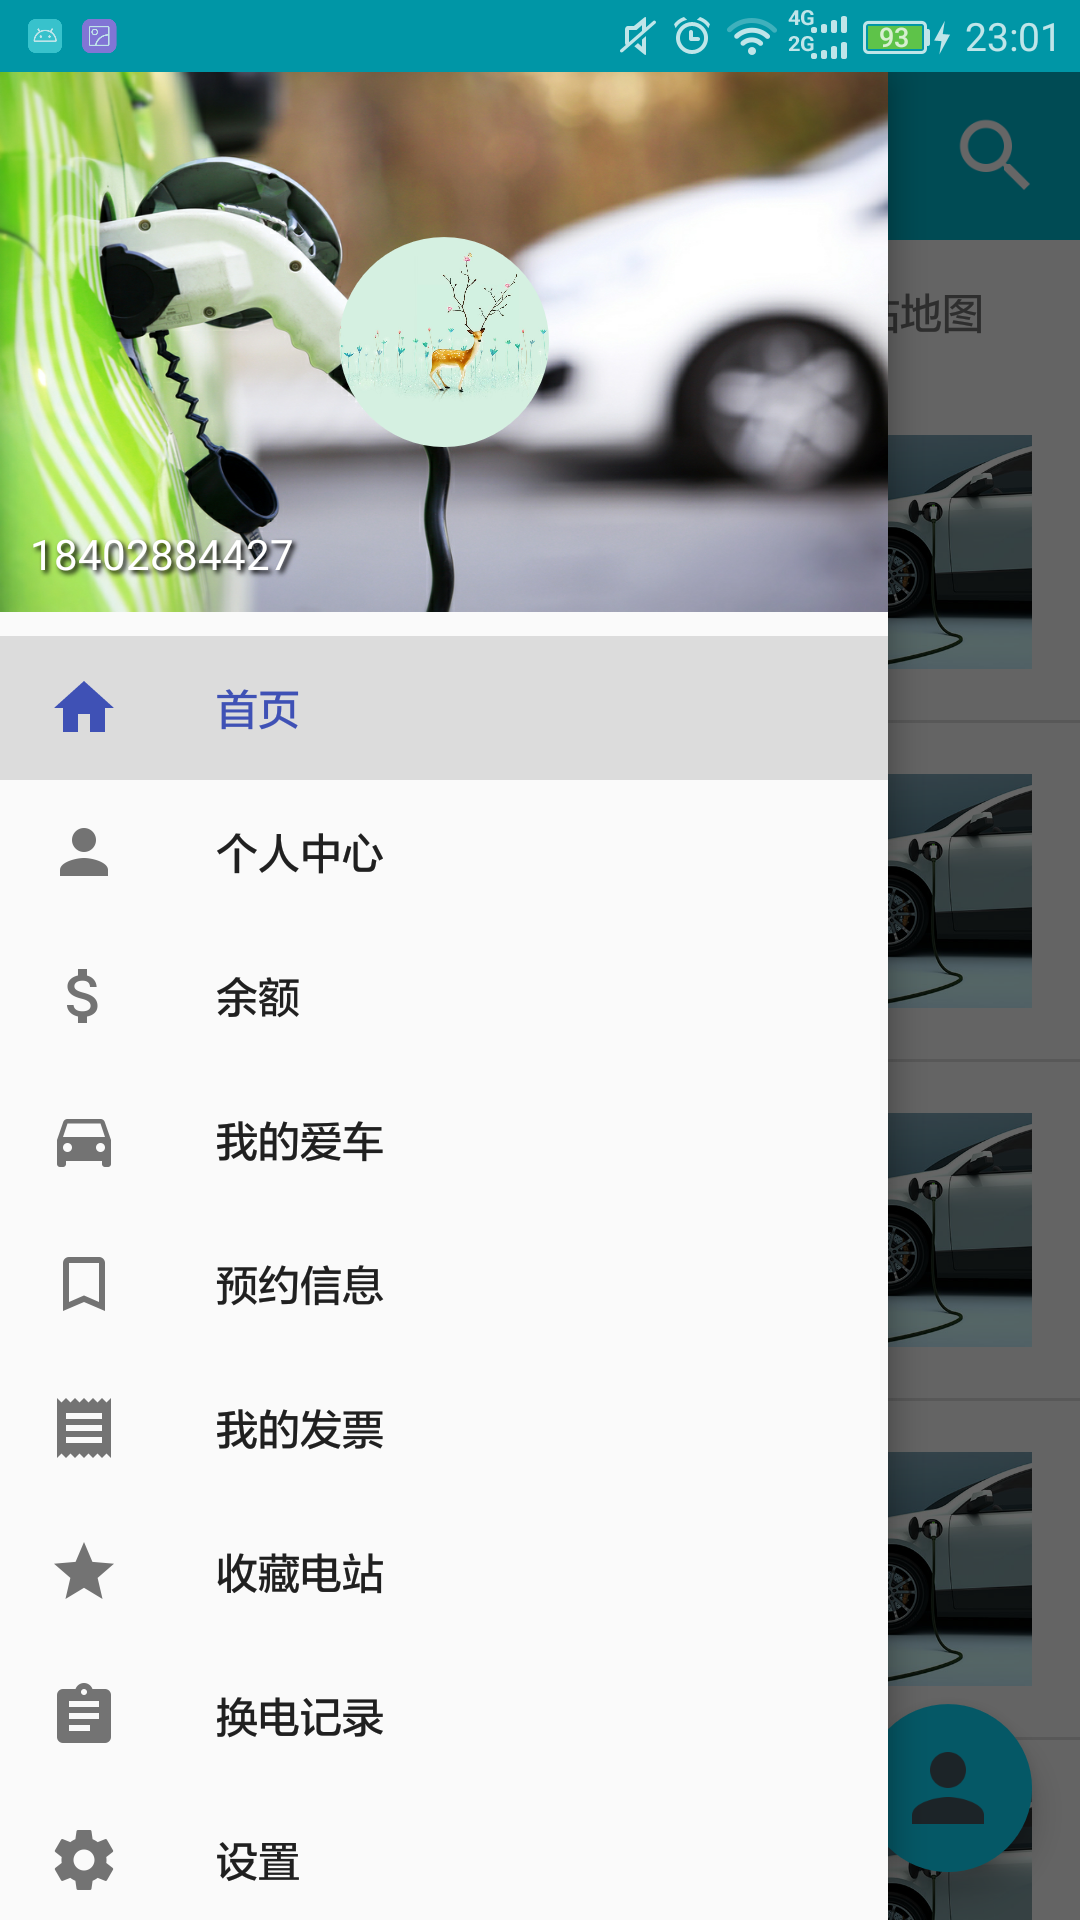 4G
2G
93
23:01
地图
18402884427
首页
个人中心
余额
我的爱车
预约信息
我的发票
收藏电站
换电记录
设置